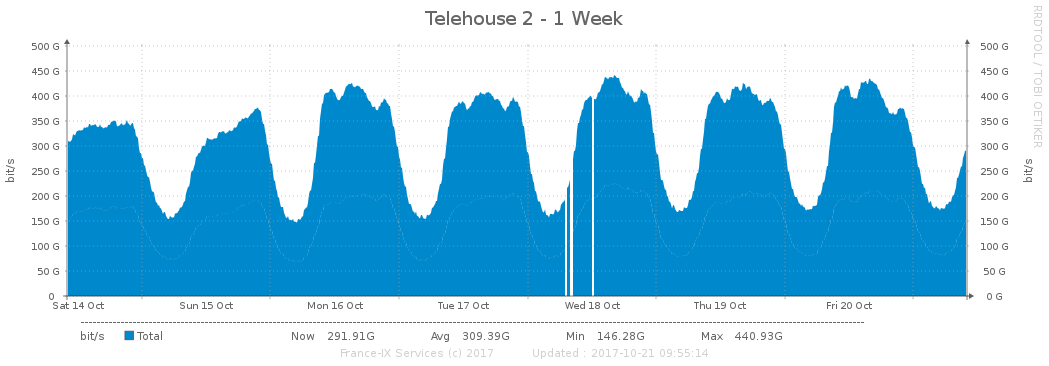 Telehouse 2 - 1 Week
RRDTOOL / TOBI OETIKER
500 G 500 G
450 G 450 G
400 G 400 G
350 G 350 G
300 G 300 G
250 G 250 G
200 G 200 G
150 G 150 G
100 G 100 G
50 G 50 G
0 0 G
bit/s bit/s
Sat 14 Oct Sun 15 Oct Mon 16 Oct Tue 17 Oct Wed 18 Oct Thu 19 Oct Fri 20 Oct
bit/s Total Now 291.91G Avg 309.39G Min 146.28G Max 440.93G
France-IX Services (c) 2017 Updated : 2017-10-21 09:55:14